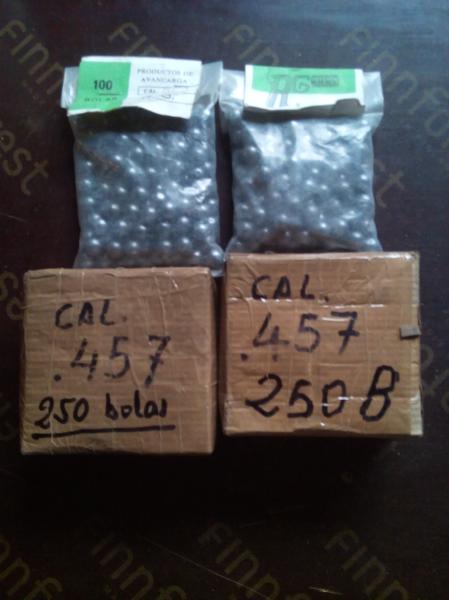 100
PRODUCTOS DE
AVANCARGA
CAL.
CAL.
.457
250 bolas
CAL.
.457
250 B